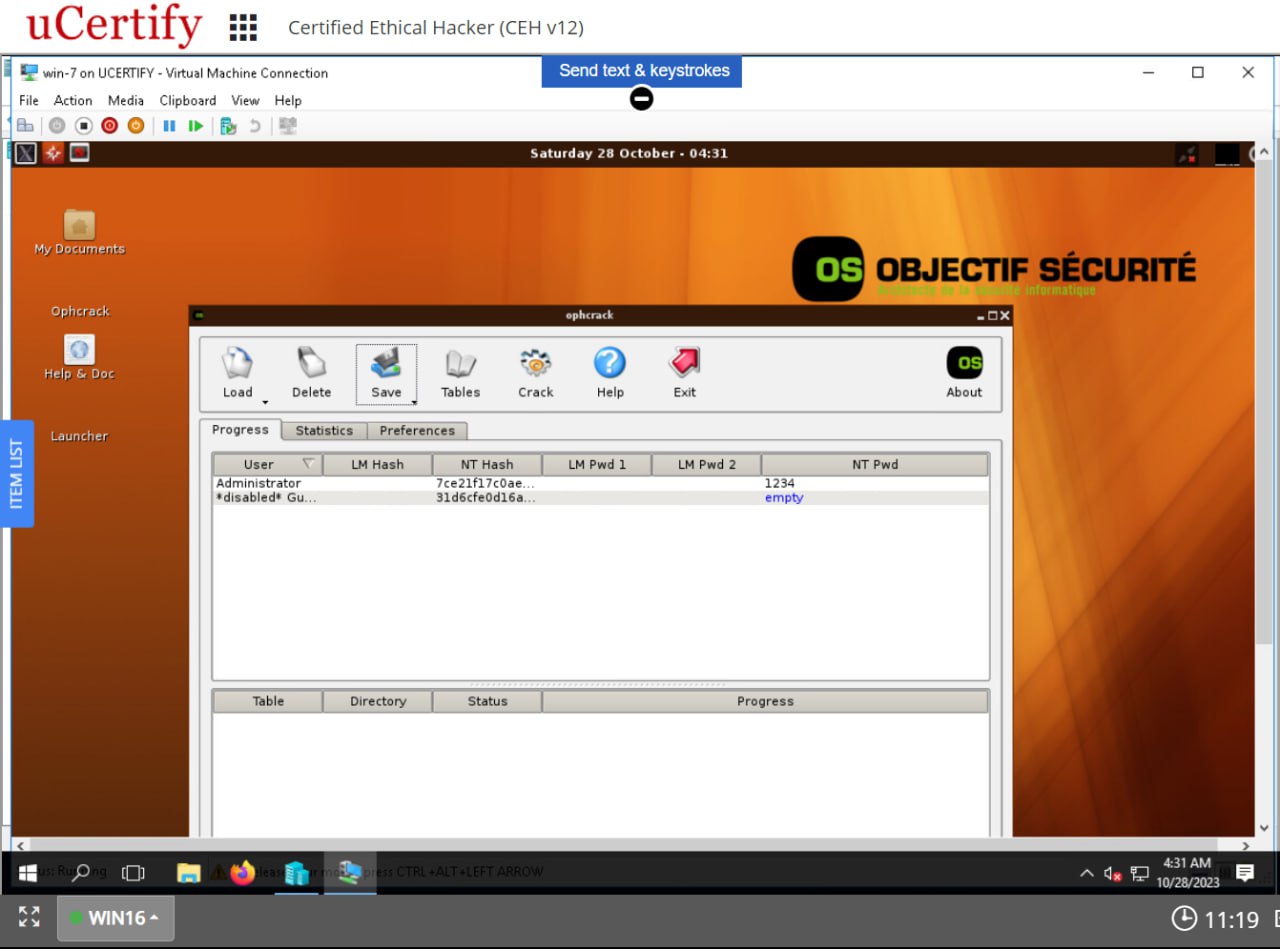 uCertify
Certified Ethical Hacker (CEH v12)
win-7 on UCERTIFY - Virtual Machine Connection
Send text & keystrokes
File Action Media Clipboard View Help
Saturday 28 October - 04:31
My Documents
OS OBJECTIF SÉCURITÉ
Ophcrack
ophcrack
Help & Doc
Load Delete Save Tables Crack Help Exit OS About
Launcher
Progress Statistics Preferences
ITEM LIST
User LM Hash NT Hash LM Pwd 1 LM Pwd 2 NT Pwd
Administrator 7ce21f17c0ae... 1234
*disabled* Gu... 31d6cfe0d16a... empty
Table Directory Status Progress
press CTRL+ALT+LEFT ARROW
4:31 AM
10/28/2023
WIN16
11:19